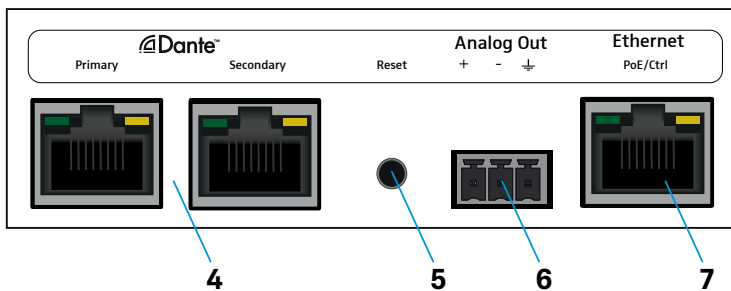 Dante™ Analog Out Ethernet
Primary Secondary Reset + - ⏚ PoE/Ctrl
4 5 6 7